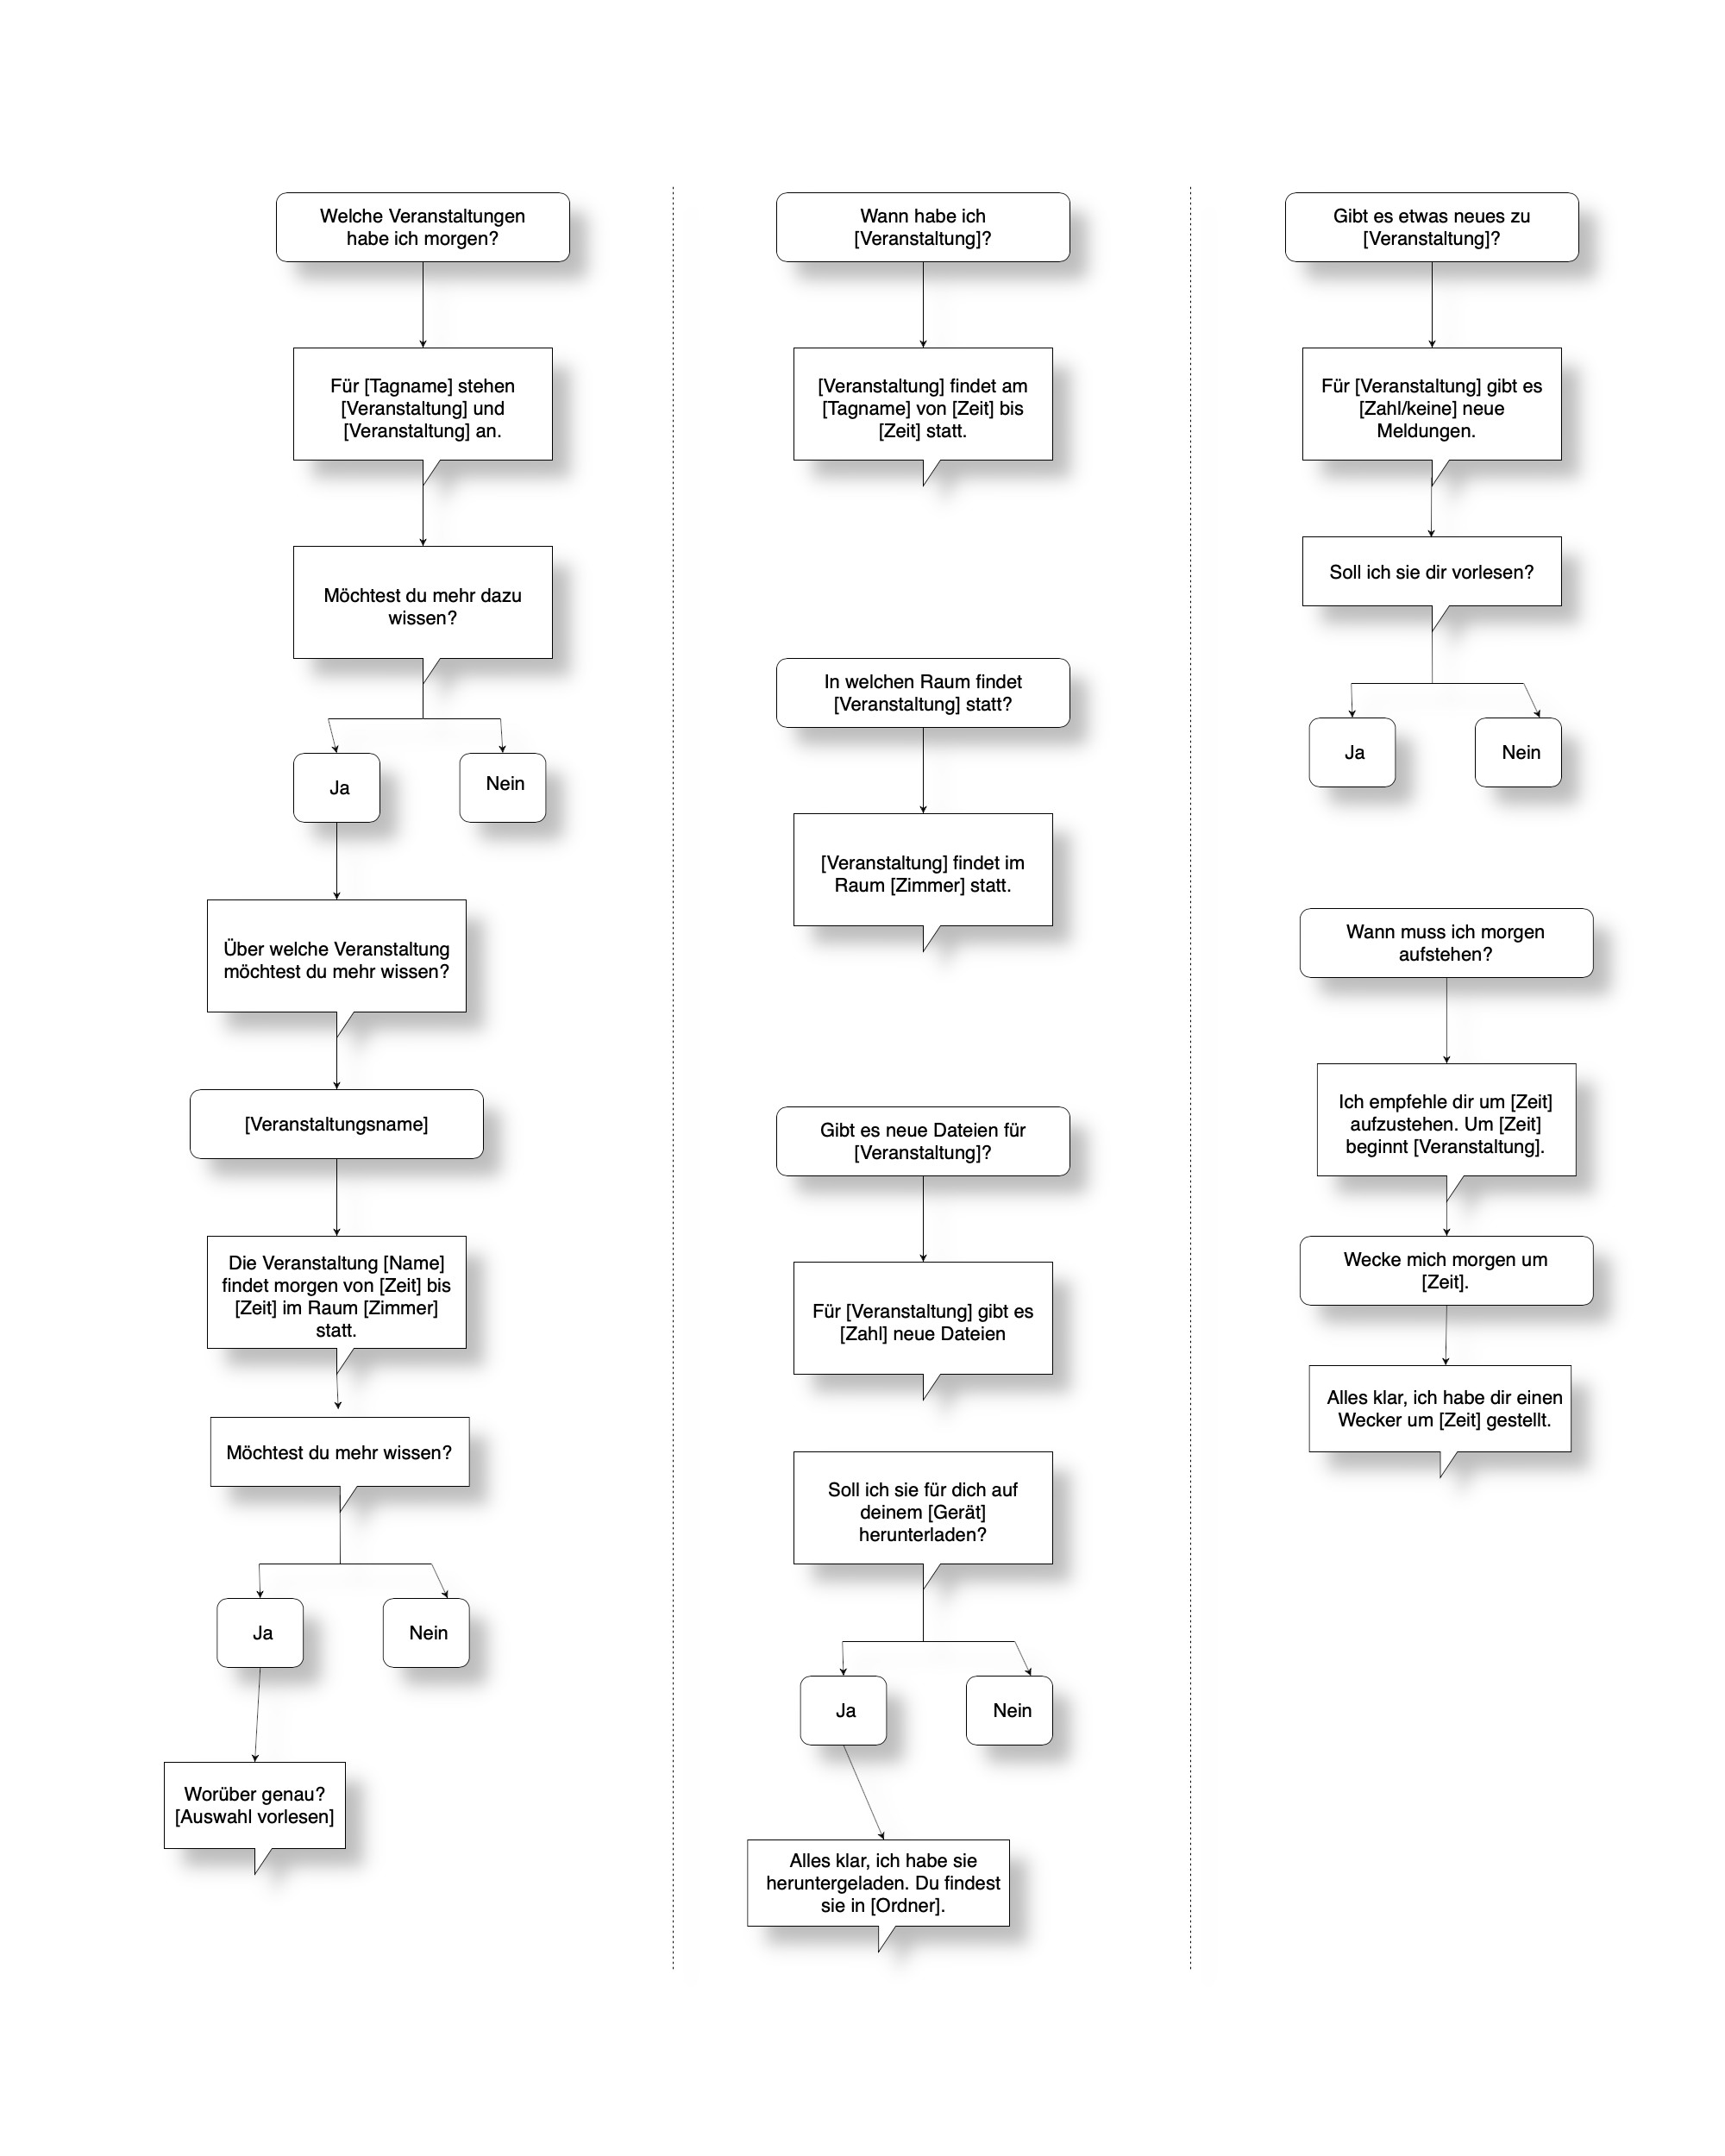 Welche Veranstaltungen
habe ich morgen?
Für [Tagname] stehen
[Veranstaltung] und
[Veranstaltung] an.
Möchtest du mehr dazu
wissen?
Ja
Nein
Über welche Veranstaltung
möchtest du mehr wissen?
[Veranstaltungsname]
Die Veranstaltung [Name]
findet morgen von [Zeit] bis
[Zeit] im Raum [Zimmer]
statt.
Möchtest du mehr wissen?
Ja
Nein
Worüber genau?
[Auswahl vorlesen]
Wann habe ich
[Veranstaltung]?
[Veranstaltung] findet am
[Tagname] von [Zeit] bis
[Zeit] statt.
In welchen Raum findet
[Veranstaltung] statt?
[Veranstaltung] findet im
Raum [Zimmer] statt.
Gibt es neue Dateien für
[Veranstaltung]?
Für [Veranstaltung] gibt es
[Zahl] neue Dateien
Soll ich sie für dich auf
deinem [Gerät]
herunterladen?
Ja
Nein
Alles klar, ich habe sie
heruntergeladen. Du findest
sie in [Ordner].
Gibt es etwas neues zu
[Veranstaltung]?
Für [Veranstaltung] gibt es
[Zahl/keine] neue
Meldungen.
Soll ich sie dir vorlesen?
Ja
Nein
Wann muss ich morgen
aufstehen?
Ich empfehle dir um [Zeit]
aufzustehen. Um [Zeit]
beginnt [Veranstaltung].
Wecke mich morgen um
[Zeit].
Alles klar, ich habe dir einen
Wecker um [Zeit] gestellt.